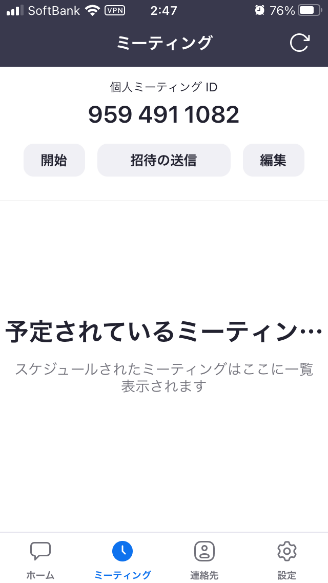 SoftBank VPN 2:47 76%
ミーティング
個人ミーティング ID
959 491 1082
開始 招待の送信 編集
予定されているミーティン…
スケジュールされたミーティングはここに一覧
表示されます
ホーム ミーティング 連絡先 設定